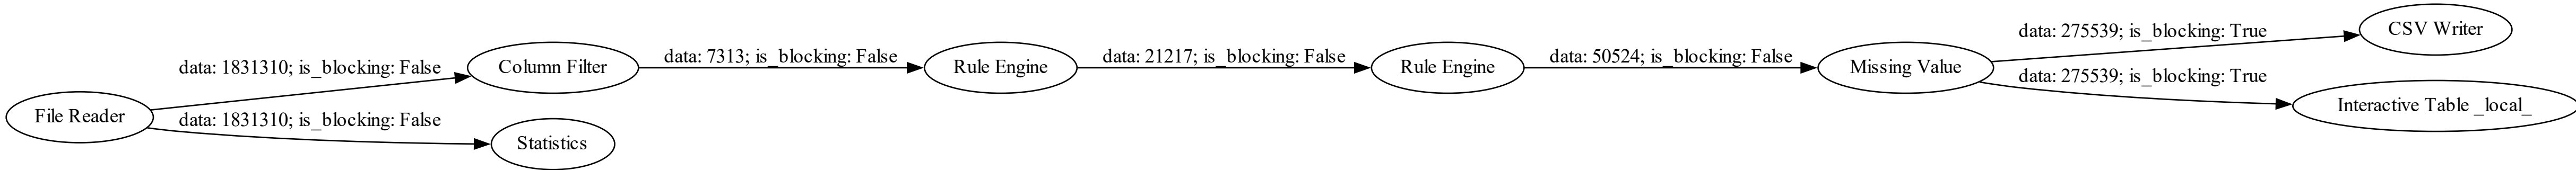 File Reader
data: 1831310; is_blocking: False
data: 1831310; is_blocking: False
Column Filter
Statistics
data: 7313; is_blocking: False
Rule Engine
data: 21217; is_blocking: False
Rule Engine
data: 50524; is_blocking: False
Missing Value
data: 275539; is_blocking: True
data: 275539; is_blocking: True
CSV Writer
Interactive Table _local_